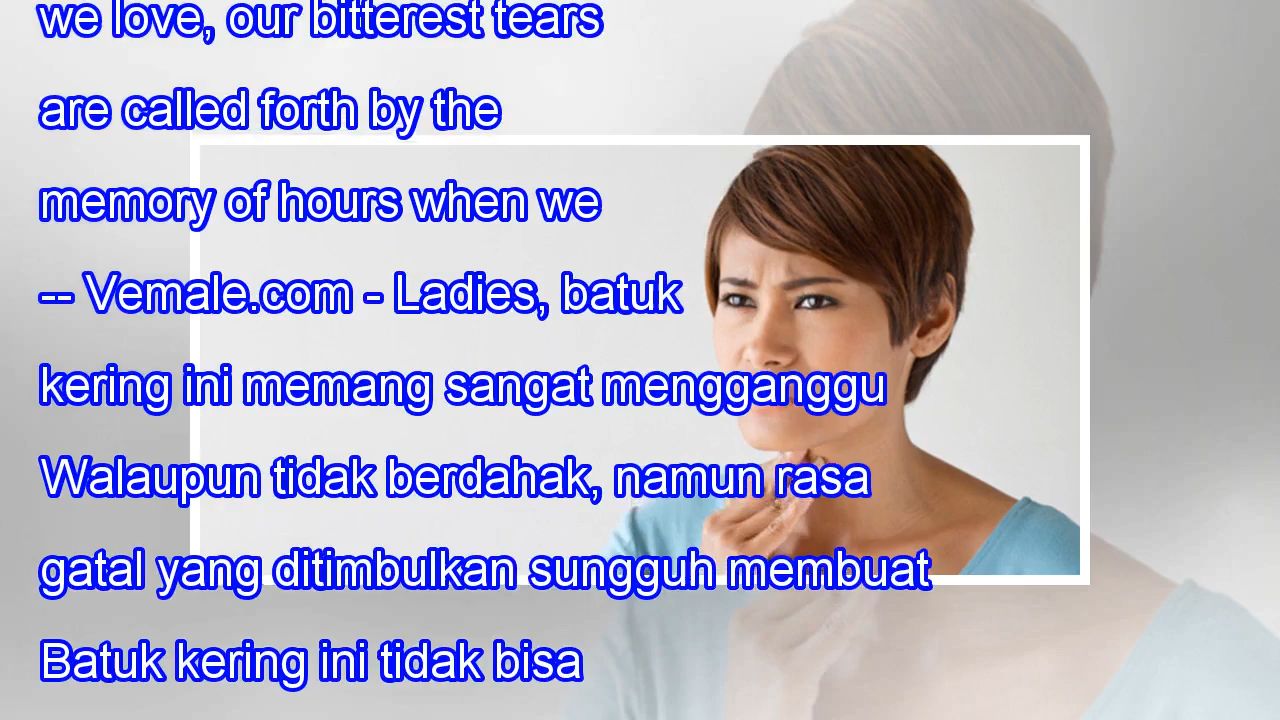 we love, our bitterest tears
are called forth by the
memory of hours when we
-- Vemale.com - Ladies, batuk
kering ini memang sangat mengganggu
Walaupun tidak berdahak, namun rasa
gatal yang ditimbulkan sungguh membuat
Batuk kering ini tidak bisa